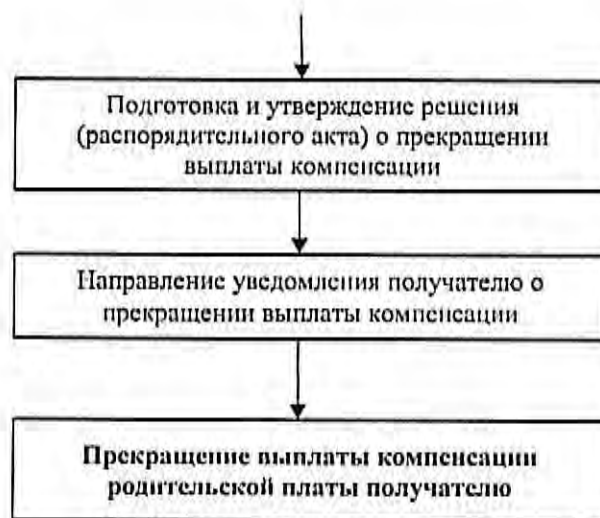 Подготовка и утверждение решения
(распорядительного акта) о прекращении
выплаты компенсации
Направление уведомления получателю о
прекращении выплаты компенсации
Прекращение выплаты компенсации
родительской платы получателю